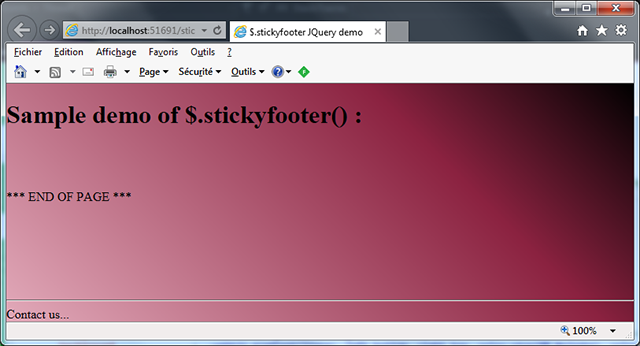 http://localhost:51691/stic
$.stickyfooter JQuery demo
Fichier Edition Affichage Favoris Outils ?
Page Sécurité Outils
Sample demo of $.stickyfooter() :
*** END OF PAGE ***
Contact us...
100%